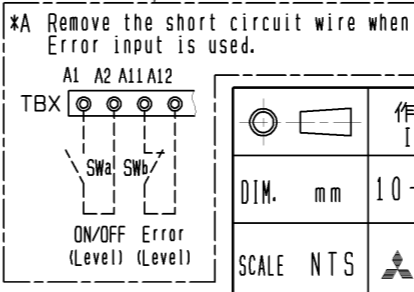 *A Remove the short circuit wire when
Error input is used.
A1 A2 A11 A12
TBX
SWa SWb
ON/OFF Error
(Level) (Level)
作
DIM. mm 10-
SCALE NTS